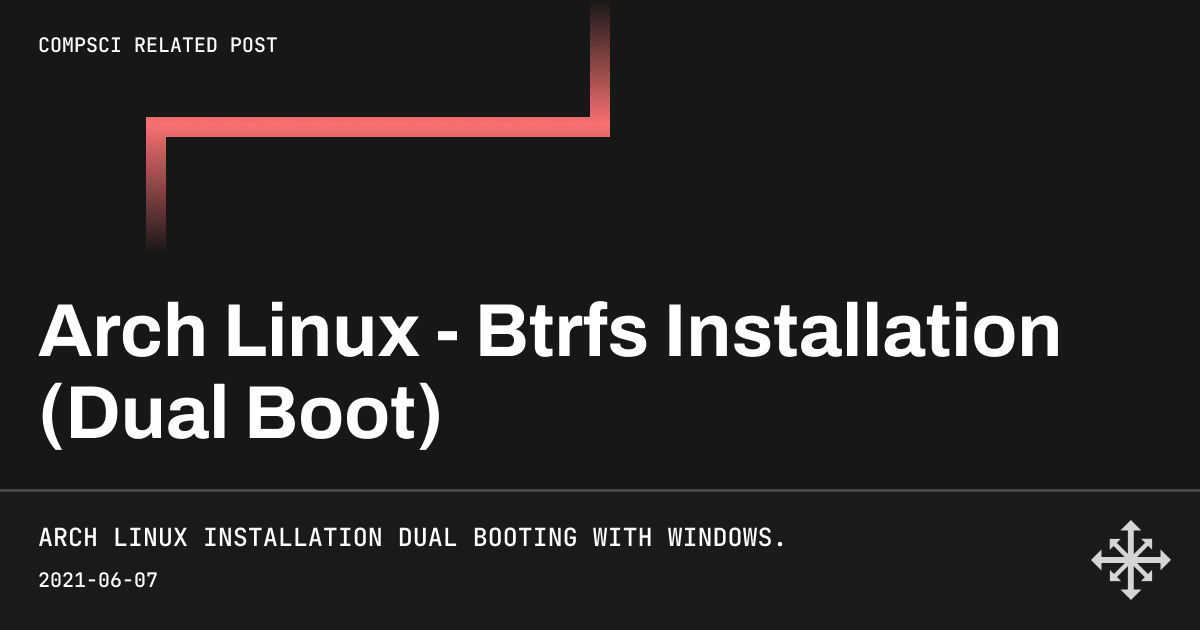 COMPSCI RELATED POST
Arch Linux - Btrfs Installation
(Dual Boot)
ARCH LINUX INSTALLATION DUAL BOOTING WITH WINDOWS.
2021-06-07